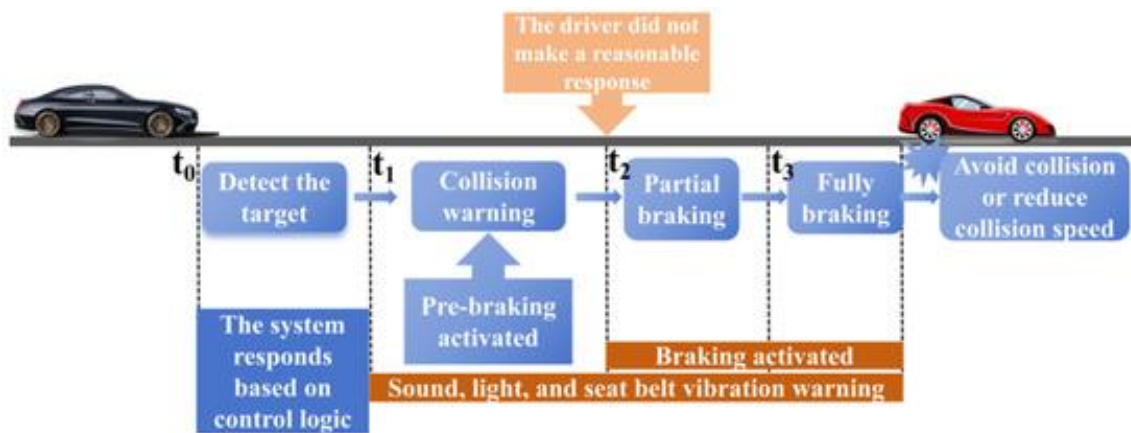 The driver did not
make a reasonable
response
t0
t1
t2
t3
Detect the
target
Collision
warning
Partial
braking
Fully
braking
Avoid collision
or reduce
collision speed
Pre-braking
activated
The system
responds
based on
control logic
Braking activated
Sound, light, and seat belt vibration warning